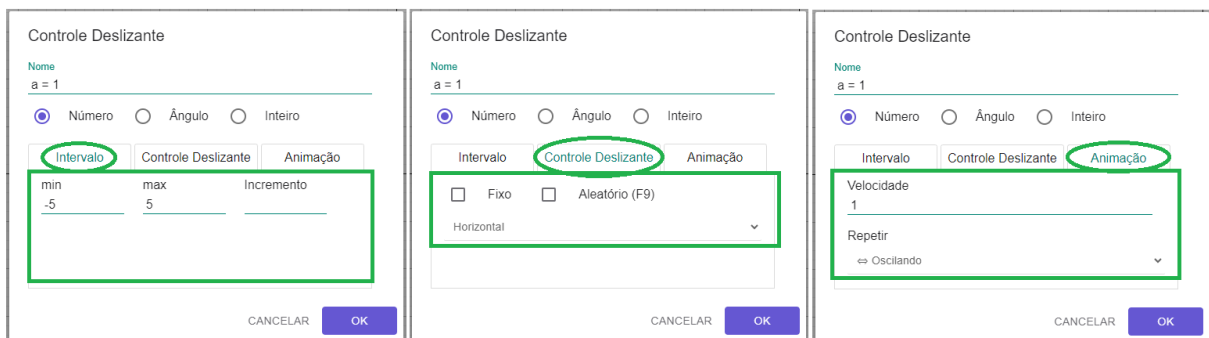 Controle Deslizante
Nome
a = 1
Número Ângulo Inteiro
Intervalo Controle Deslizante Animação
min max Incremento
-5 5
CANCELAR OK
Controle Deslizante
Nome
a = 1
Número Ângulo Inteiro
Intervalo Controle Deslizante Animação
Fixo Aleatório (F9)
Horizontal
CANCELAR OK
Controle Deslizante
Nome
a = 1
Número Ângulo Inteiro
Intervalo Controle Deslizante Animação
Velocidade
1
Repetir
⇔ Oscilando
CANCELAR OK